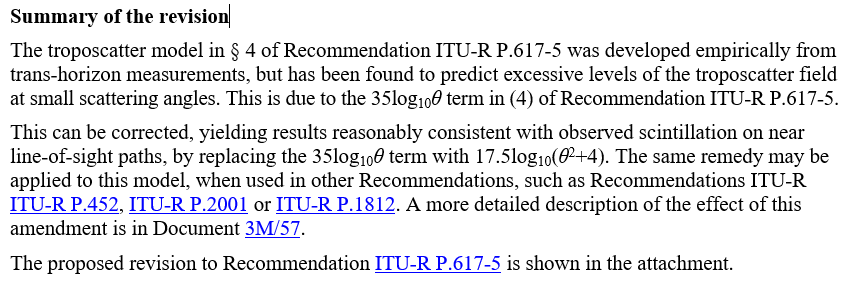 Summary of the revision
The troposcatter model in § 4 of Recommendation ITU-R P.617-5 was developed empirically from
trans-horizon measurements, but has been found to predict excessive levels of the troposcatter field
at small scattering angles. This is due to the 35log₁₀θ term in (4) of Recommendation ITU-R P.617-5.
This can be corrected, yielding results reasonably consistent with observed scintillation on near
line-of-sight paths, by replacing the 35log₁₀θ term with 17.5log₁₀(θ²+4). The same remedy may be
applied to this model, when used in other Recommendations, such as Recommendations ITU-R
ITU-R P.452, ITU-R P.2001 or ITU-R P.1812. A more detailed description of the effect of this
amendment is in Document 3M/57.
The proposed revision to Recommendation ITU-R P.617-5 is shown in the attachment.